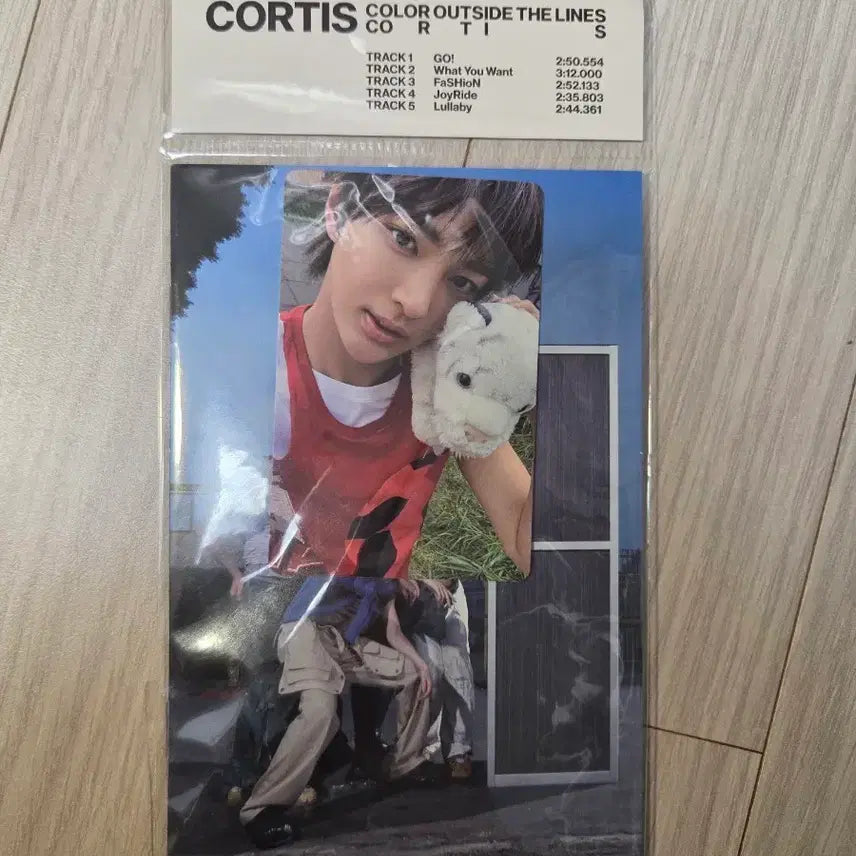 CORTIS COLOR OUTSIDE THE LINES
CO R T I S
TRACK 1 GO! 2:50.554
TRACK 2 What You Want 3:12.000
TRACK 3 FaSHioN 2:52.133
TRACK 4 JoyRide 2:35.803
TRACK 5 Lullaby 2:44.361